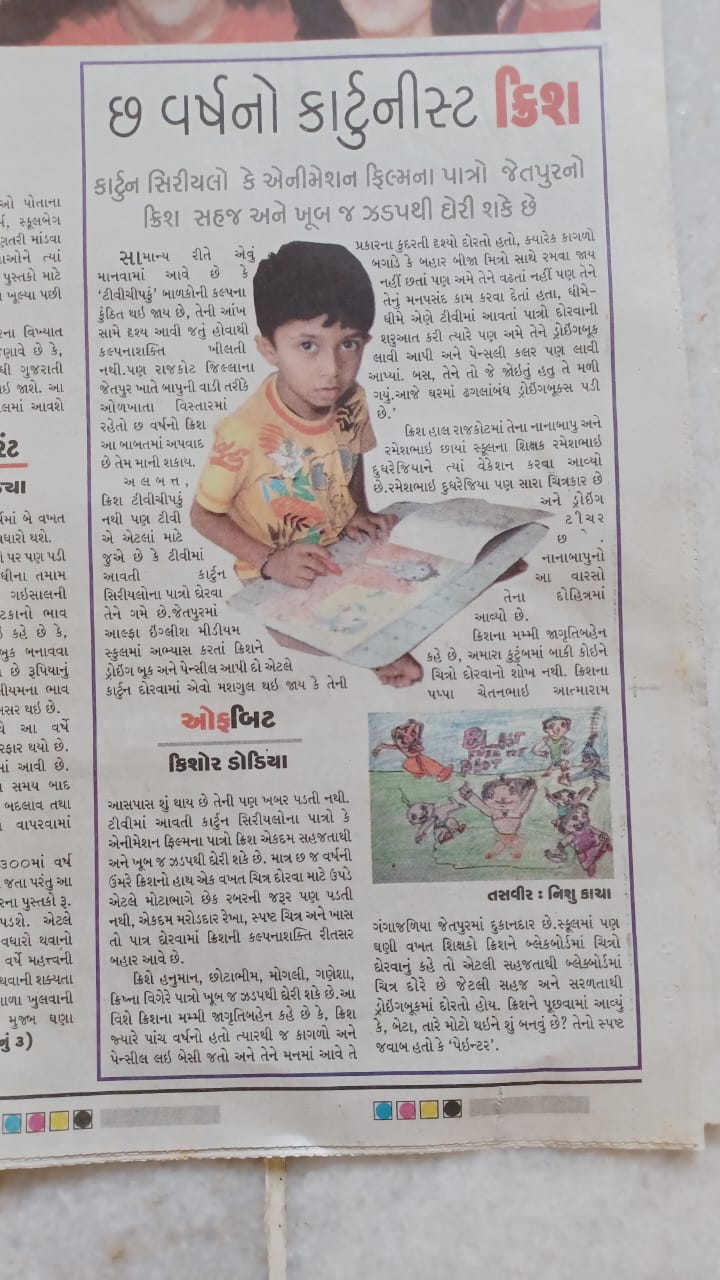 છ વર્ષનો કાર્ટુનીસ્ટ ક્રિશ
કાર્ટુન સિરીયલો કે એનીમેશન ફિલ્મના પાત્રો જેતપુરનો
ક્રિશ સહજ અને ખૂબ જ ઝડપથી દોરી શકે છે
સામાન્ય રીતે એવું
માનવામાં આવે છે કે
'ટીવીચીપકું' બાળકોની કલ્પના
કુંઠિત થઇ જાય છે, તેની આંખ
સામે દૃશ્ય આવી જતું હોવાથી
કલ્પનાશક્તિ ખીલતી
નથી.પણ રાજકોટ જિલ્લાના
જેતપુર ખાતે બાપુની વાડી તરીકે
ઓળખાતા વિસ્તારમાં
રહેતો છ વર્ષનો ક્રિશ
આ બાબતમાં અપવાદ
છે તેમ માની શકાય.
અલબત્ત,
ક્રિશ ટીવીચીપકું
નથી પણ ટીવી
એ એટલાં માટે
જુએ છે કે ટીવીમાં
આવતી કાર્ટુન
સિરીયલોના પાત્રો દોરવા
તેને ગમે છે.જેતપુરમાં
આલ્ફા ઇંગ્લીશ મીડીયમ
સ્કુલમાં અભ્યાસ કરતાં ક્રિશને
ડ્રોઇંગ બૂક અને પેન્સીલ આપી દો એટલે
કાર્ટુન દોરવામાં એવો મશગુલ થઇ જાય કે તેની
ઓફબિટ
કિશોર ડોડિયા
આસપાસ શું થાય છે તેની પણ ખબર પડતી નથી.
ટીવીમાં આવતી કાર્ટુન સિરીયલોના પાત્રો કે
એનીમેશન ફિલ્મના પાત્રો ક્રિશ એકદમ સહજતાથી
અને ખૂબ જ ઝડપથી દોરી શકે છે. માત્ર છ જ વર્ષની
ઉંમરે ક્રિશનો હાથ એક વખત ચિત્ર દોરવા માટે ઉપડે
એટલે મોટાભાગે છેક રબરની જરૂર પણ પડતી
નથી, એકદમ મરોડદાર રેખા, સ્પષ્ટ ચિત્ર અને ખાસ
તો પાત્ર દોરવામાં ક્રિશની કલ્પનાશક્તિ રીતસર
બહાર આવે છે.
ક્રિશે હનુમાન, છોટાભીમ, મોગલી, ગણેશા,
ક્રિષ્ના વિગેરે પાત્રો ખૂબ જ ઝડપથી દોરી શકે છે.આ
વિશે ક્રિશના મમ્મી જાગૃતિબહેન કહે છે કે, ક્રિશ
જ્યારે પાંચ વર્ષનો હતો ત્યારથી જ કાગળો અને
પેન્સીલ લઇ બેસી જતો અને તેને મનમાં આવે તે
પ્રકારના કુદરતી દૃશ્યો દોરતો હતો, ક્યારેક કાગળો
બગાડે કે બહાર બીજા મિત્રો સાથે રમવા જાય
નહીં છતાં પણ અમે તેને વઢતાં નહીં પણ તેને
તેનું મનપસંદ કામ કરવા દેતાં હતા, ધીમે-
ધીમે એણે ટીવીમાં આવતાં પાત્રો દોરવાની
શરુઆત કરી ત્યારે પણ અમે તેને ડ્રોઇંગબૂક
લાવી આપી અને પેન્સલી કલર પણ લાવી
આપ્યાં. બસ, તેને તો જે જોઇતું હતુ તે મળી
ગયું.આજે ઘરમાં ઢગલાંબંધ ડ્રોઇંગબૂક્સ પડી
છે.'
ક્રિશ હાલ રાજકોટમાં તેના નાનાબાપુ અને
રમેશભાઇ છાયાં સ્કૂલના શિક્ષક રમેશભાઇ
દુધરેજિયાને ત્યાં વેકેશન કરવા આવ્યો
છે.રમેશભાઇ દુધરેજિયા પણ સારા ચિત્રકાર છે
અને ડ્રોઇંગ
ટીચર
છે.
નાનાબાપુનો
આ વારસો
તેના દોહિત્રમાં
આવ્યો છે.
ક્રિશના મમ્મી જાગૃતિબહેન
કહે છે, અમારા કુટુંબમાં બાકી કોઇને
ચિત્રો દોરવાનો શોખ નથી. ક્રિશના
પપ્પા ચેતનભાઇ આત્મારામ
BLAST
તસવીર : નિશુ કાચા
ગંગાજળિયા જેતપુરમાં દુકાનદાર છે.સ્કૂલમાં પણ
ઘણી વખત શિક્ષકો ક્રિશને બ્લેકબોર્ડમાં ચિત્રો
દોરવાનું કહે તો એટલી સહજતાથી બ્લેકબોર્ડમાં
ચિત્ર દોરે છે જેટલી સહજ અને સરળતાથી
ડ્રોઇંગબૂકમાં દોરતો હોય. ક્રિશને પૂછવામાં આવ્યું
કે, બેટા, તારે મોટો થઇને શું બનવું છે? તેનો સ્પષ્ટ
જવાબ હતો કે 'પેઇન્ટર'.